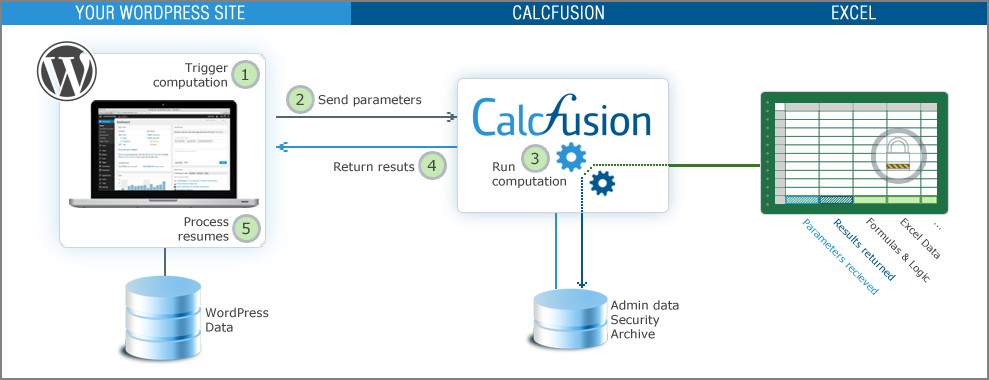 YOUR WORDPRESS SITE
CALCFUSION
EXCEL
W
Trigger
computation
1
2
Send parameters
Calcfusion
Return resuts
4
Run
computation
3
Process
resumes
5
WordPress
Data
Admin data
Security
Archive
Parameters recieved
Results returned
Formulas & Logic
Excel Data
...